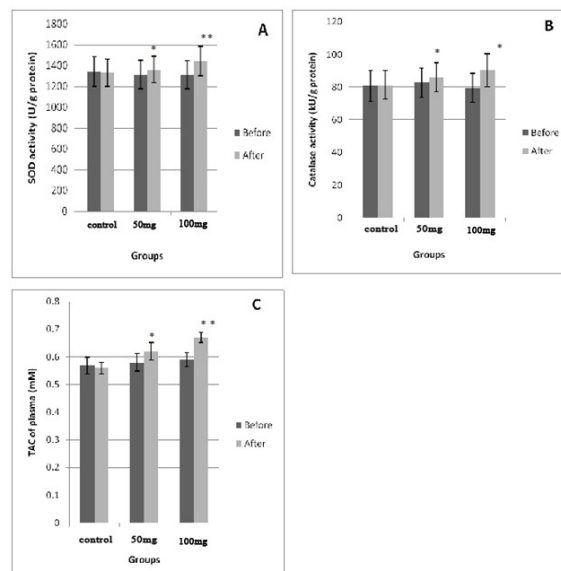 A
SOD activity (U/g protein)
1800
1600
1400
1200
1000
800
600
400
200
0
*
**
control 50mg 100mg
Groups
Before
After
B
Catalase activity (kU/g protein)
120
100
80
60
40
20
0
*
*
control 50mg 100mg
Groups
Before
After
C
TAC of plasma (mM)
0.8
0.7
0.6
0.5
0.4
0.3
0.2
0.1
0
*
**
control 50mg 100mg
Groups
Before
After